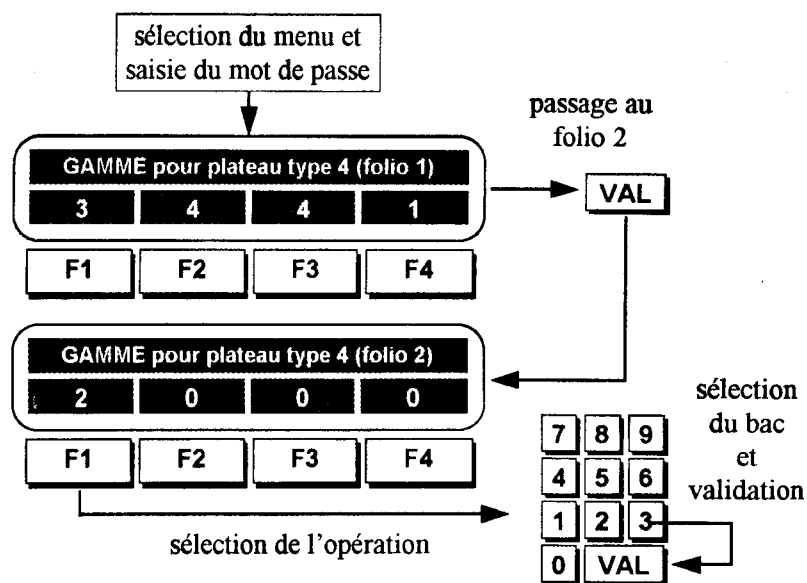 sélection du menu et
saisie du mot de passe
passage au
folio 2
GAMME pour plateau type 4 (folio 1)
3 4 4 1
VAL
F1 F2 F3 F4
GAMME pour plateau type 4 (folio 2)
2 0 0 0
F1 F2 F3 F4
sélection
du bac
et
validation
7 8 9
4 5 6
1 2 3
0 VAL
sélection de l'opération